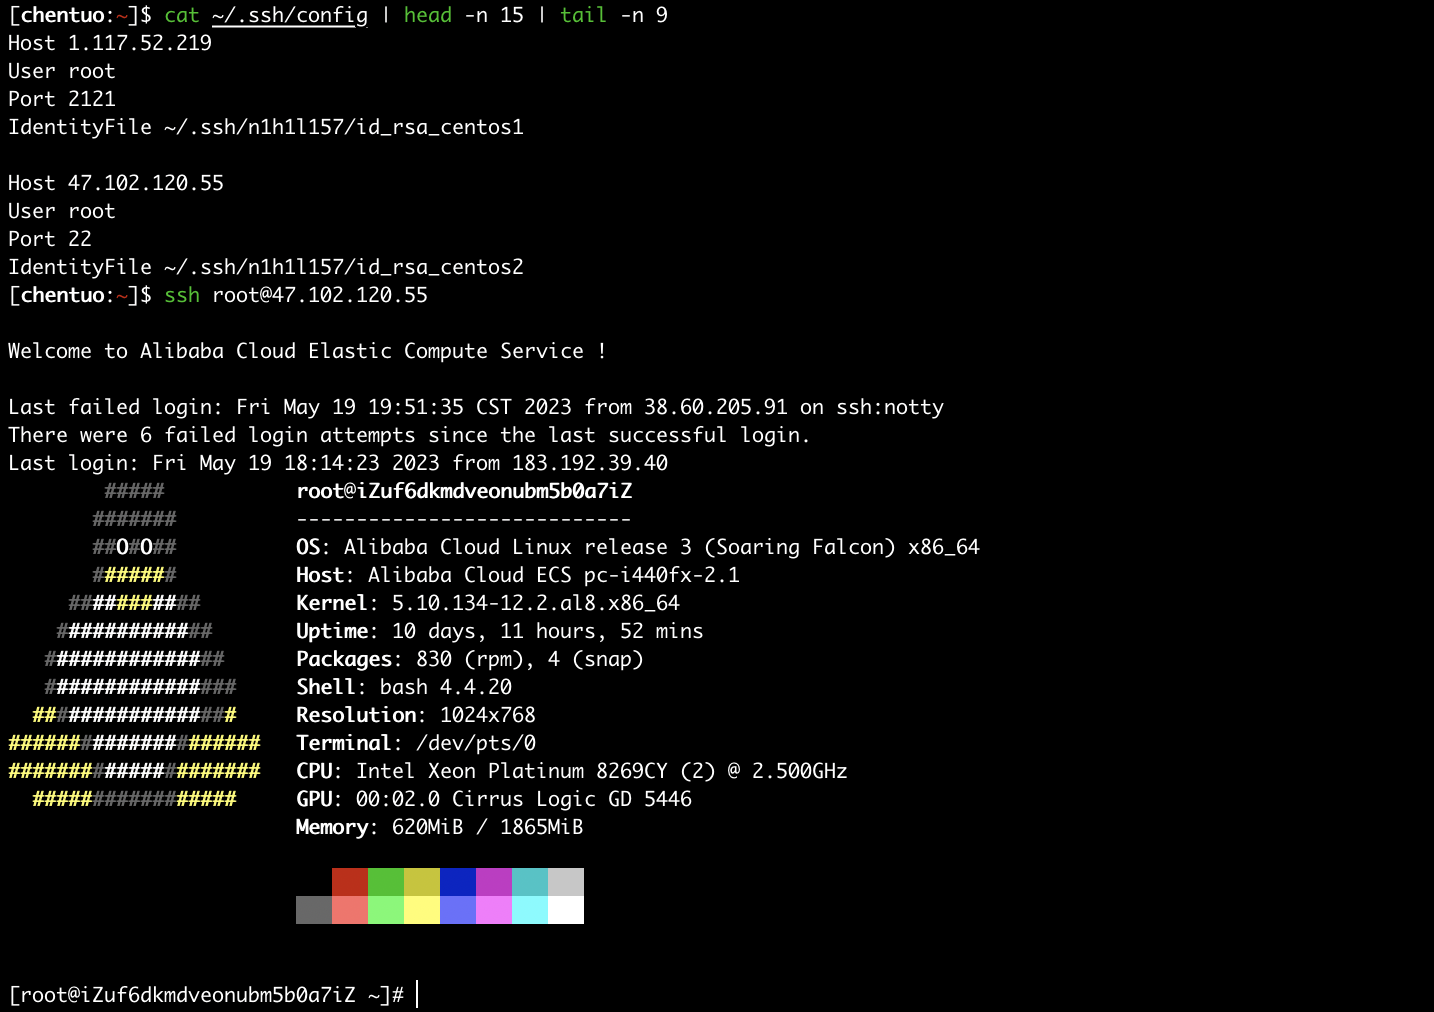 [chentuo:~]$ cat ~/.ssh/config | head -n 15 | tail -n 9
Host 1.117.52.219
User root
Port 2121
IdentityFile ~/.ssh/n1h1l157/id_rsa_centos1
Host 47.102.120.55
User root
Port 22
IdentityFile ~/.ssh/n1h1l157/id_rsa_centos2
[chentuo:~]$ ssh root@47.102.120.55
Welcome to Alibaba Cloud Elastic Compute Service !
Last failed login: Fri May 19 19:51:35 CST 2023 from 38.60.205.91 on ssh:notty
There were 6 failed login attempts since the last successful login.
Last login: Fri May 19 18:14:23 2023 from 183.192.39.40
        #####           root@iZuf6dkmdveonubm5b0a7iZ
       #######          ----------------------------
       ##O#O##          OS: Alibaba Cloud Linux release 3 (Soaring Falcon) x86_64
       #######          Host: Alibaba Cloud ECS pc-i440fx-2.1
     ###########        Kernel: 5.10.134-12.2.al8.x86_64
    #############       Uptime: 10 days, 11 hours, 52 mins
   ###############      Packages: 830 (rpm), 4 (snap)
   ################     Shell: bash 4.4.20
  #################     Resolution: 1024x768
#####################   Terminal: /dev/pts/0
#####################   CPU: Intel Xeon Platinum 8269CY (2) @ 2.500GHz
  #################     GPU: 00:02.0 Cirrus Logic GD 5446
                        Memory: 620MiB / 1865MiB
[root@iZuf6dkmdveonubm5b0a7iZ ~]#